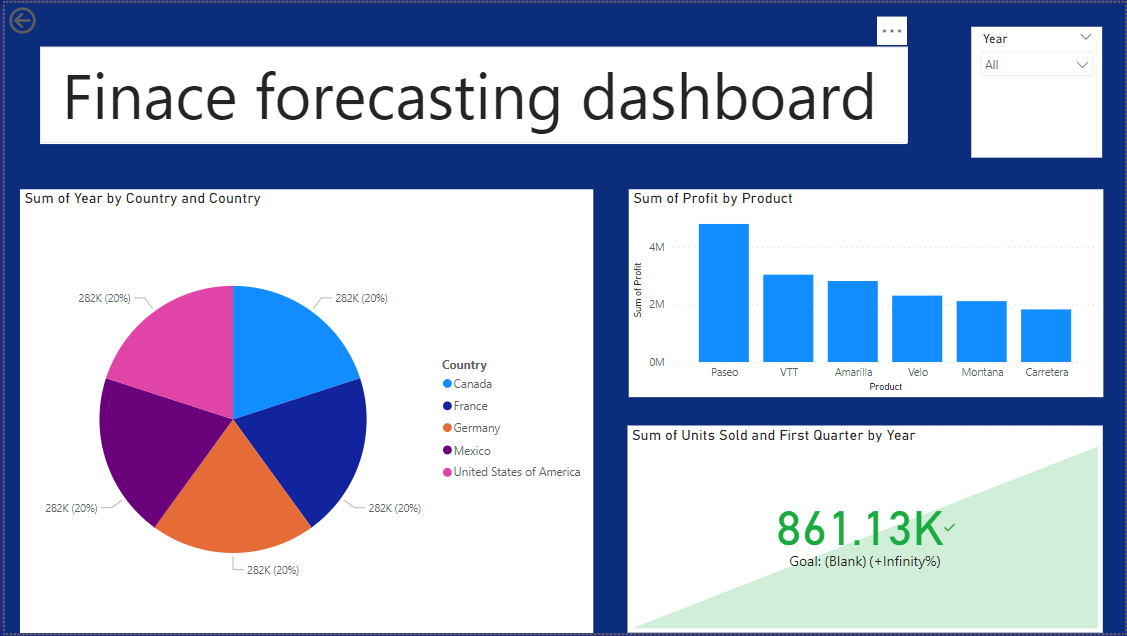 Finace forecasting dashboard
Year
All
Sum of Year by Country and Country
282K (20%)
282K (20%)
282K (20%)
282K (20%)
282K (20%)
Country
Canada
France
Germany
Mexico
United States of America
Sum of Profit by Product
Sum of Profit
4M
2M
0M
Paseo VTT Amarilla Velo Montana Carretera
Product
Sum of Units Sold and First Quarter by Year
861.13K
Goal: (Blank) (+Infinity%)